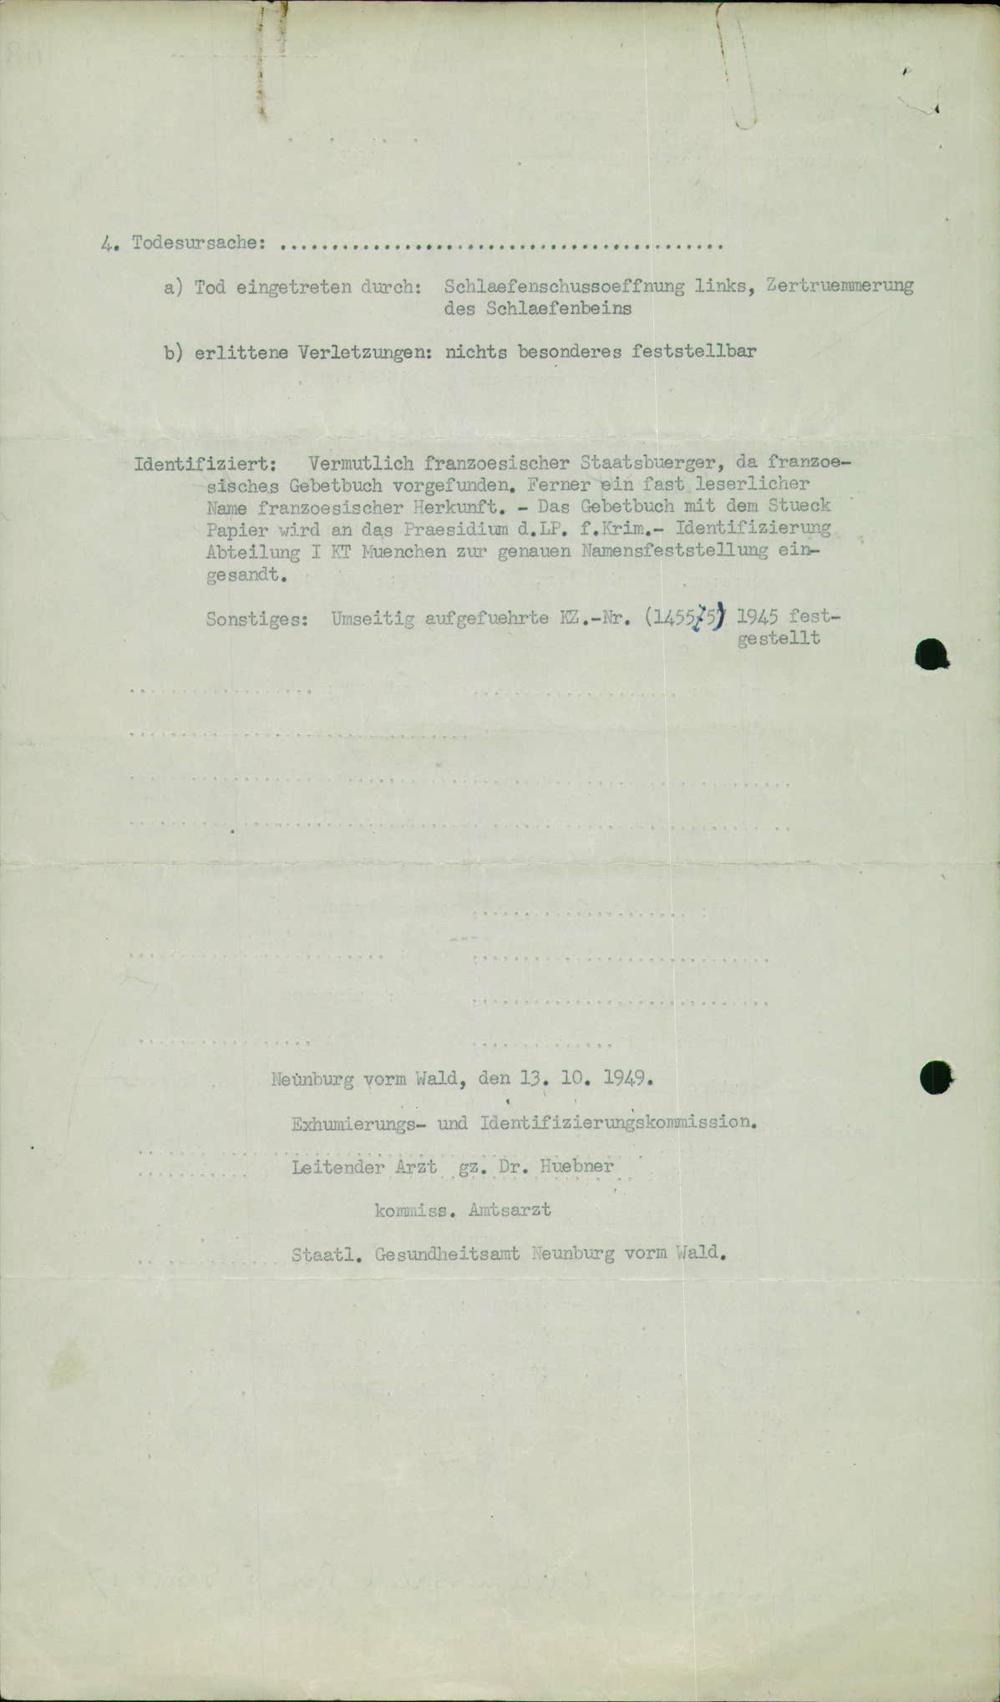 4. Todesursache: ...........................................
a) Tod eingetreten durch: Schlaefenschussoeffnung links, Zertruemmerung
des Schlaefenbeins
b) erlittene Verletzungen: nichts besonderes feststellbar
Identifiziert: Vermutlich franzoesischer Staatsbuerger, da franzoe-
sisches Gebetbuch vorgefunden. Ferner ein fast leserlicher
Name franzoesischer Herkunft. - Das Gebetbuch mit dem Stueck
Papier wird an das Praesidium d.LP. f.Krim.- Identifizierung
Abteilung I KT Muenchen zur genauen Namensfeststellung ein-
gesandt.
Sonstiges: Umseitig aufgefuehrte KZ.-Nr. 1945 fest-
gestellt
Neunburg vorm Wald, den 13. 10. 1949.
Exhumierungs- und Identifizierungskommission.
Leitender Arzt gz. Dr. Huebner
kommiss. Amtsarzt
Staatl. Gesundheitsamt Neunburg vorm Wald.